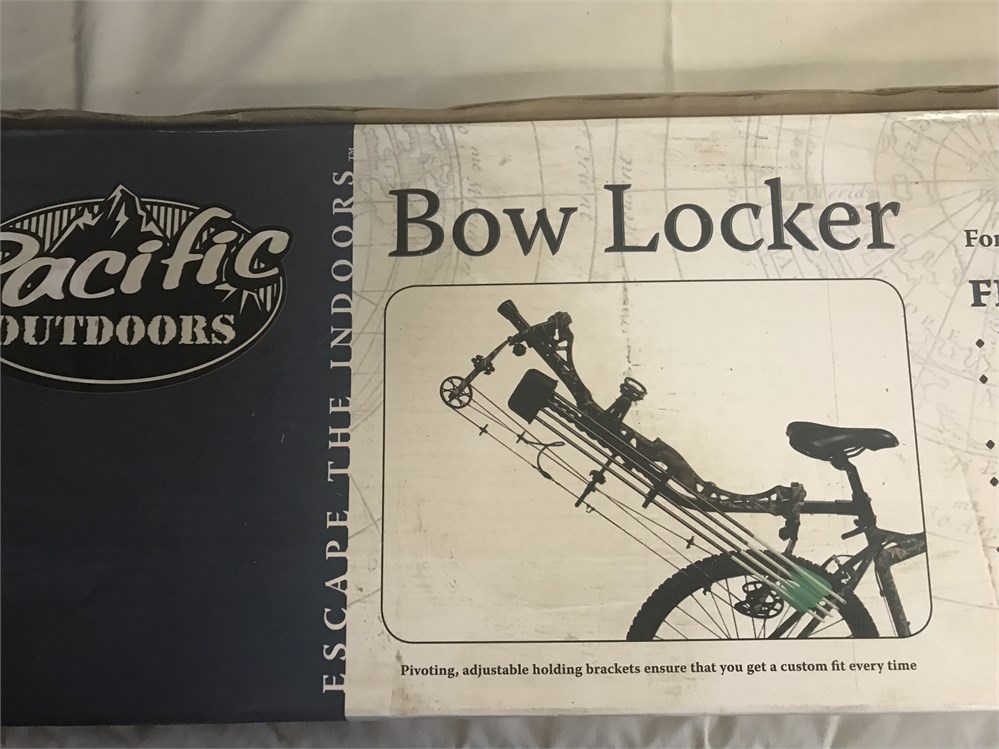 Pacific
OUTDOORS
ESCAPE THE INDOORS™
Bow Locker
Pivoting, adjustable holding brackets ensure that you get a custom fit every time